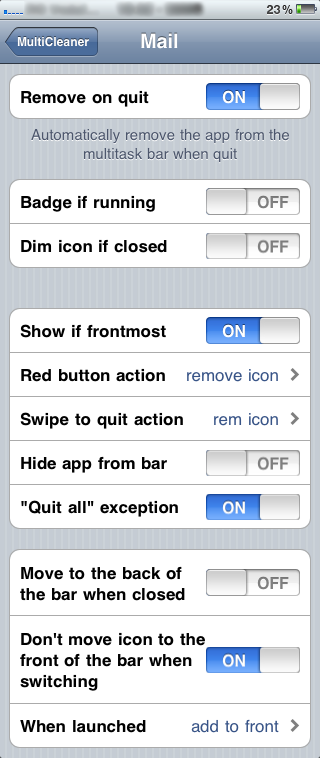 23%
MultiCleaner
Mail
Remove on quit
ON
Automatically remove the app from the
multitask bar when quit
Badge if running
OFF
Dim icon if closed
OFF
Show if frontmost
ON
Red button action
remove icon
Swipe to quit action
rem icon
Hide app from bar
OFF
"Quit all" exception
ON
Move to the back of
the bar when closed
OFF
Don't move icon to the
front of the bar when
switching
ON
When launched
add to front